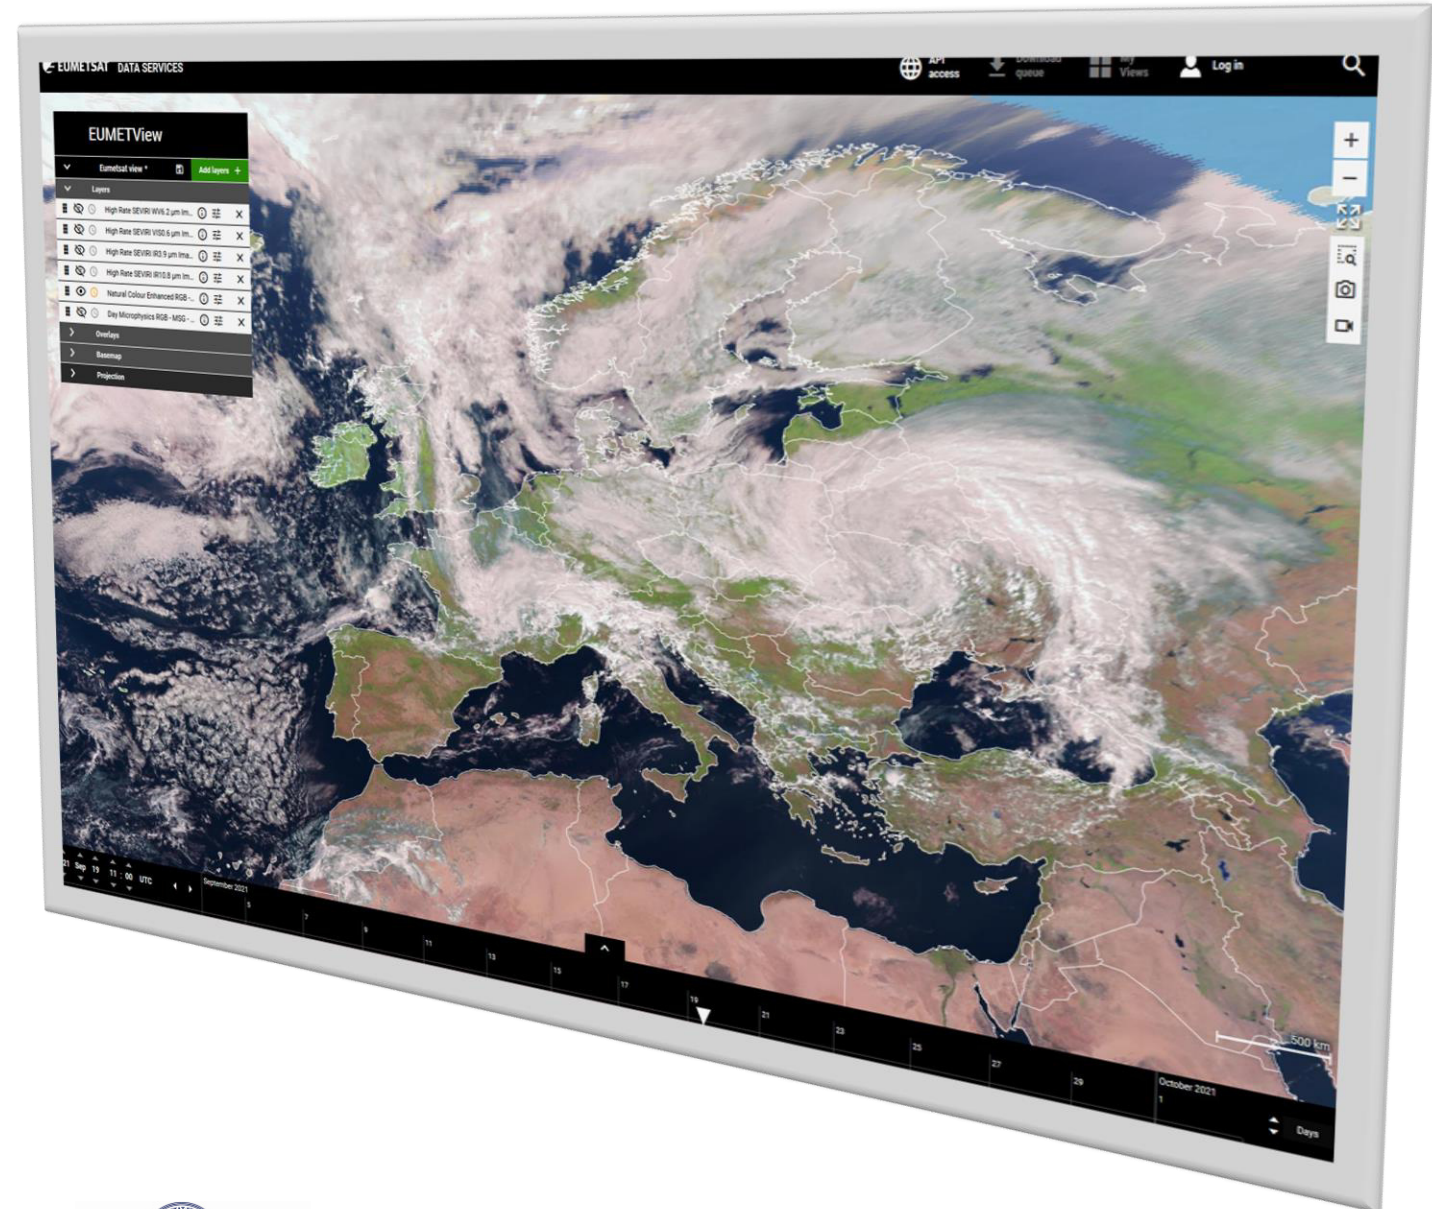 EUMETSAT DATA SERVICES
API access
Download queue
My Views
Log in
EUMETView
Eumetsat view *
Add layers +
Layers
High Rate SEVIRI WV6.2 μm Im...
High Rate SEVIRI VIS0.6 μm Im...
High Rate SEVIRI IR3.9 μm Ima...
High Rate SEVIRI IR10.8 μm Im...
Natural Colour Enhanced RGB -...
Day Microphysics RGB - MSG -...
Overlays
Basemap
Projection
500 km
21 Sep 19 11 : 00 UTC
September 2021
5 7 9 11 13 15 17 19 21 23 25 27 29
October 2021
1
Days